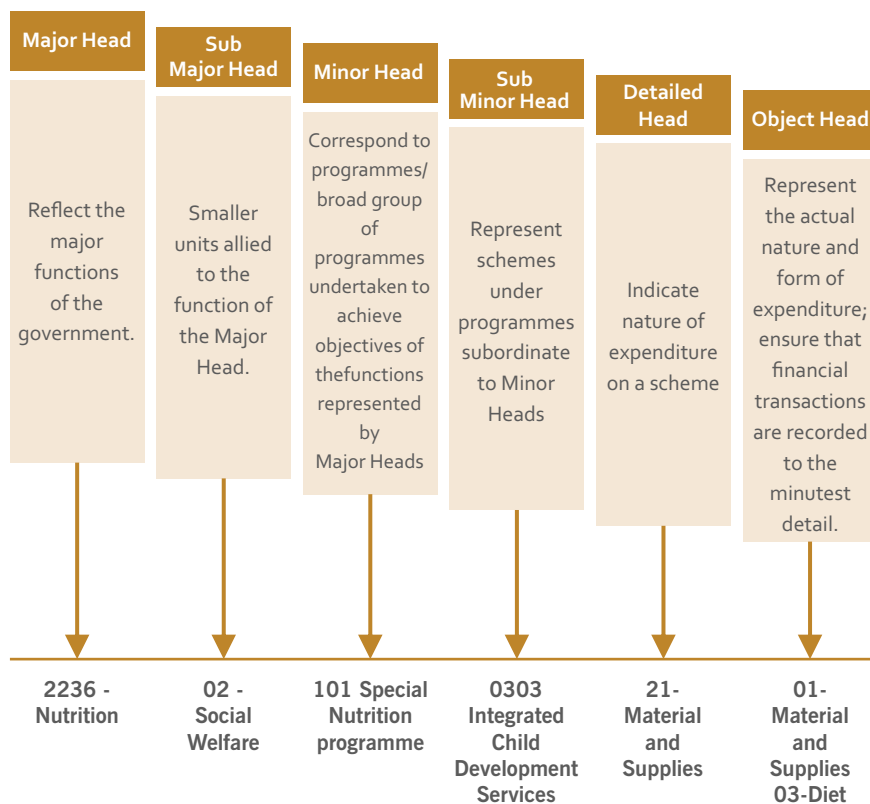 Major Head
Reflect the
major
functions
of the
government.
2236 -
Nutrition
Sub
Major Head
Smaller
units allied
to the
function of
the Major
Head.
02 -
Social
Welfare
Minor Head
Correspond to
programmes/
broad group
of
programmes
undertaken to
achieve
objectives of
thefunctions
represented
by
Major Heads
101 Special
Nutrition
programme
Sub
Minor Head
Represent
schemes
under
programmes
subordinate
to Minor
Heads
0303
Integrated
Child
Development
Services
Detailed
Head
Indicate
nature of
expenditure
on a scheme
21-
Material
and
Supplies
Object Head
Represent
the actual
nature and
form of
expenditure;
ensure that
financial
transactions
are recorded
to the
minutest
detail.
01-
Material
and
Supplies
03-Diet